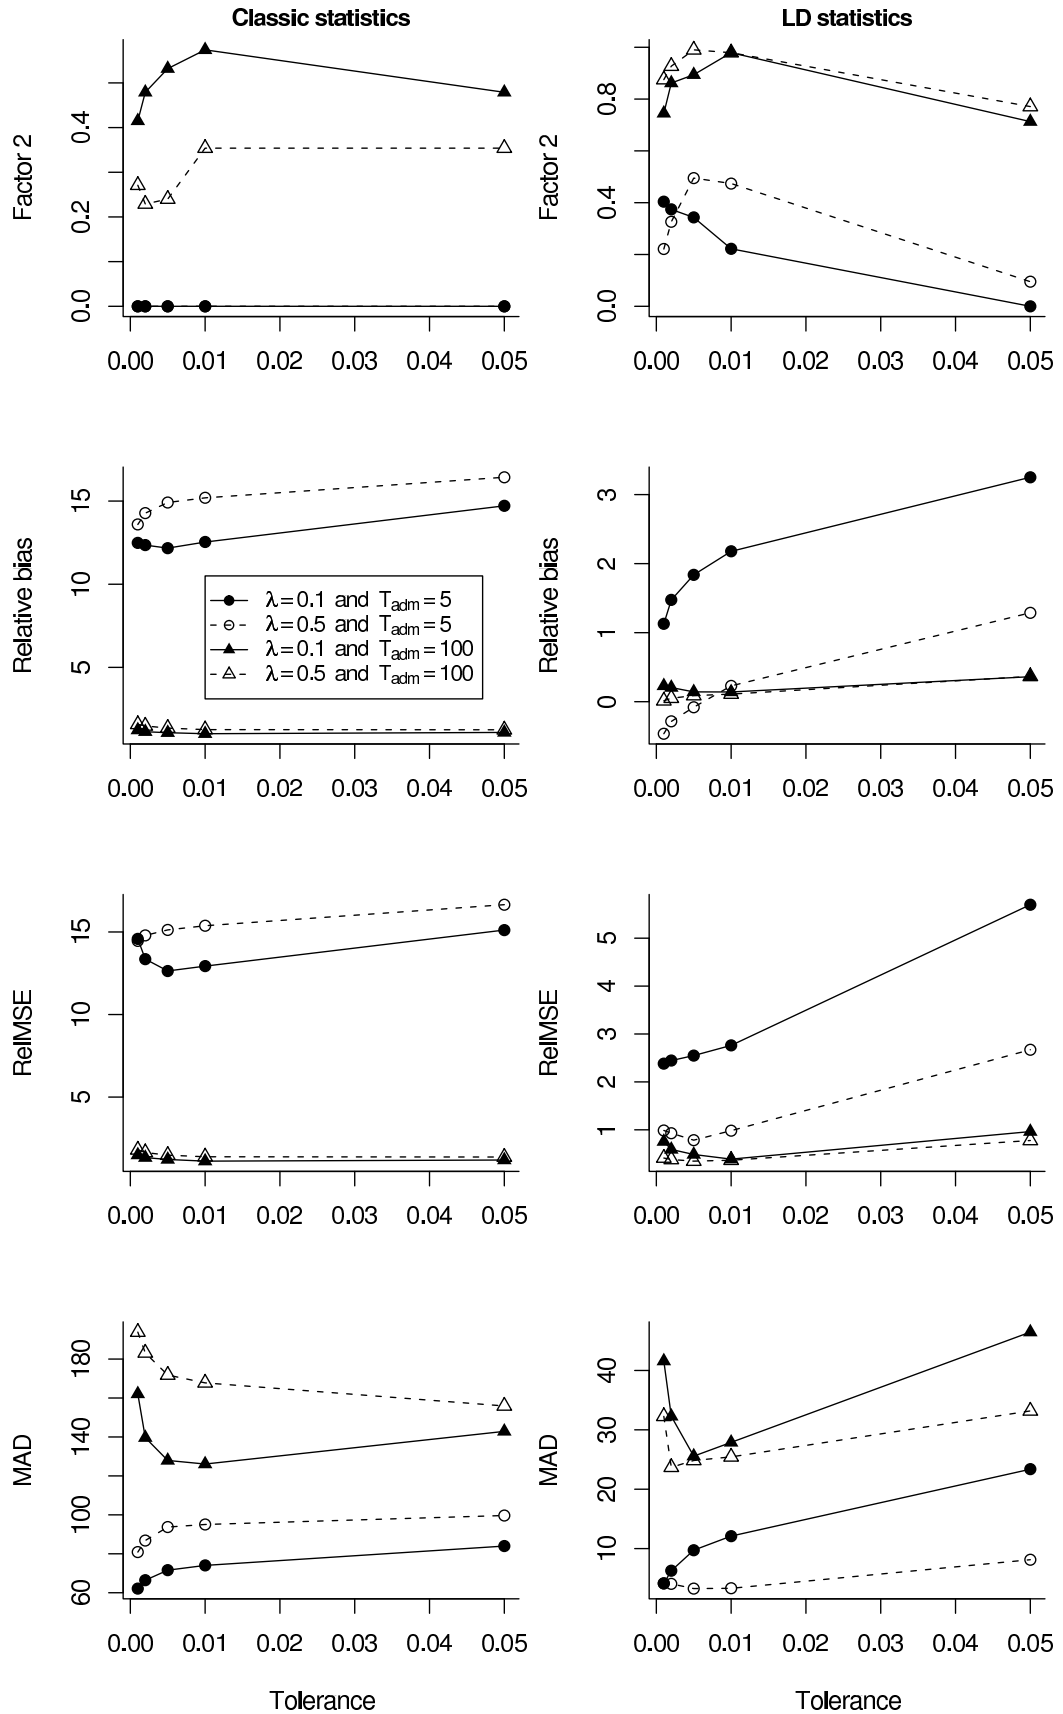 Classic statistics
LD statistics
Factor 2
0.0
0.2
0.4
0.00 0.01 0.02 0.03 0.04 0.05
Factor 2
0.0
0.4
0.8
0.00 0.01 0.02 0.03 0.04 0.05
Relative bias
5
10
15
λ=0.1 and Tadm=5
λ=0.5 and Tadm=5
λ=0.1 and Tadm=100
λ=0.5 and Tadm=100
0.00 0.01 0.02 0.03 0.04 0.05
Relative bias
0
1
2
3
0.00 0.01 0.02 0.03 0.04 0.05
RelMSE
5
10
15
0.00 0.01 0.02 0.03 0.04 0.05
RelMSE
1
2
3
4
5
0.00 0.01 0.02 0.03 0.04 0.05
MAD
60
100
140
180
0.00 0.01 0.02 0.03 0.04 0.05
Tolerance
MAD
10
20
30
40
0.00 0.01 0.02 0.03 0.04 0.05
Tolerance